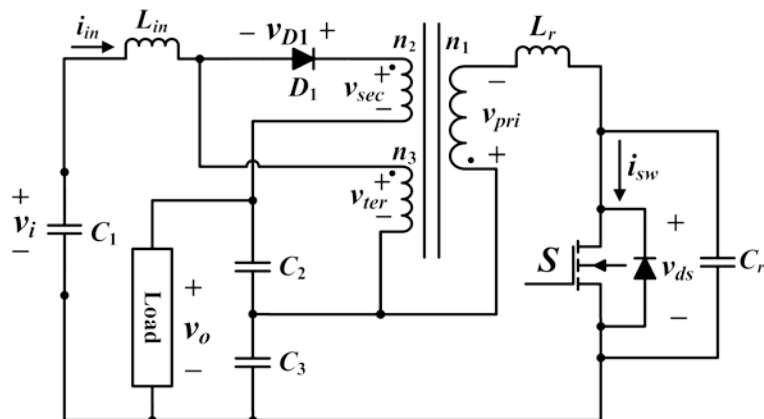 i_in
L_in
− v_D1 +
D_1
n_2
n_1
L_r
+
v_sec
−
−
v_pri
+
n_3
+
v_ter
−
i_sw
+
v_i
−
C_1
Load
+
v_o
−
C_2
C_3
S
+
v_ds
−
C_r